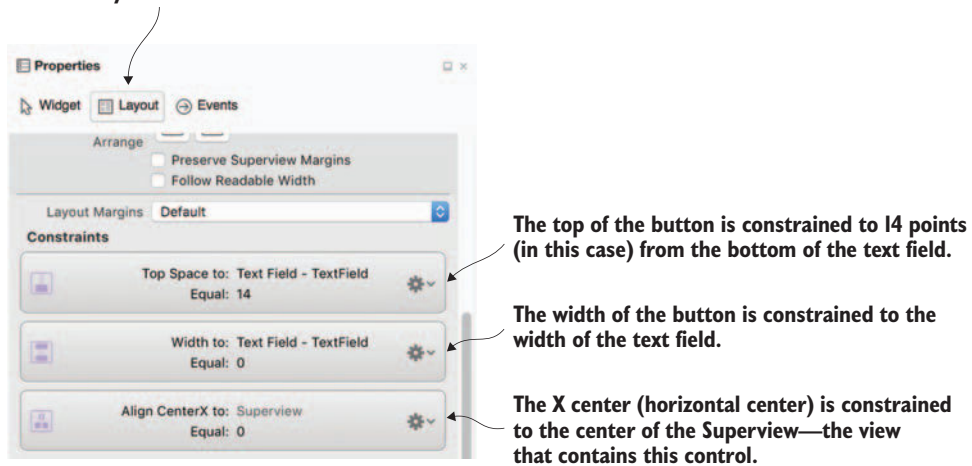 Properties
Widget Layout Events
Arrange
Preserve Superview Margins
Follow Readable Width
Layout Margins Default
Constraints
Top Space to: Text Field - TextField
Equal: 14
Width to: Text Field - TextField
Equal: 0
Align CenterX to: Superview
Equal: 0
The top of the button is constrained to 14 points
(in this case) from the bottom of the text field.
The width of the button is constrained to the
width of the text field.
The X center (horizontal center) is constrained
to the center of the Superview—the view
that contains this control.